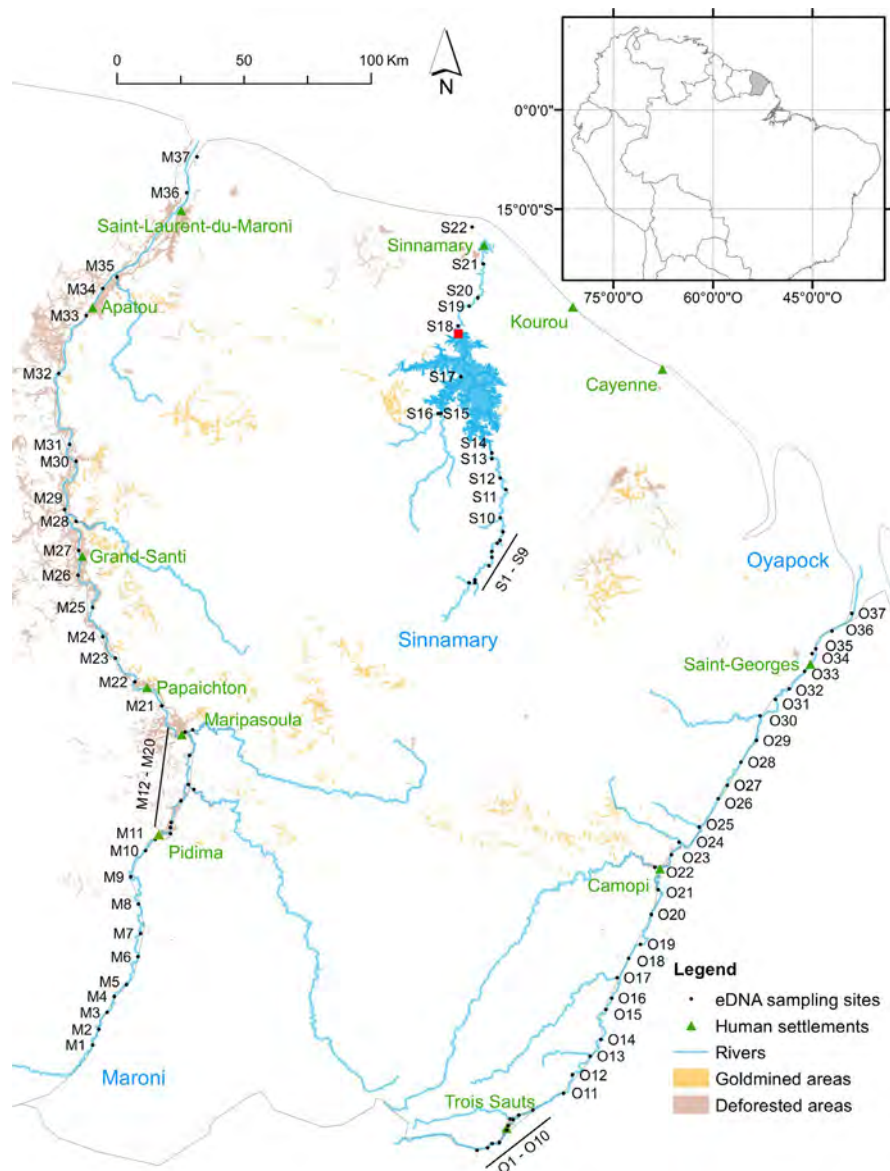 0 50 100 Km
N
0°0'0"
15°0'0"S
75°0'0"O 60°0'0"O 45°0'0"O
M37
M36
Saint-Laurent-du-Maroni
M35
M34
Apatou
M33
M32
M31
M30
M29
M28
M27
Grand-Santi
M26
M25
M24
M23
M22
Papaichton
M21
Maripasoula
M12 - M20
M11
Pidima
M10
M9
M8
M7
M6
M5
M4
M3
M2
M1
Maroni
S22
Sinnamary
S21
S20
S19
S18
S17
S16
S15
S14
S13
S12
S11
S10
S1 - S9
Sinnamary
Kourou
Cayenne
Oyapock
O37
O36
O35
O34
Saint-Georges
O33
O32
O31
O30
O29
O28
O27
O26
O25
O24
O23
O22
Camopi
O21
O20
O19
O18
O17
O16
O15
O14
O13
O12
O11
Trois Sauts
O1 - O10
Legend
eDNA sampling sites
Human settlements
Rivers
Goldmined areas
Deforested areas